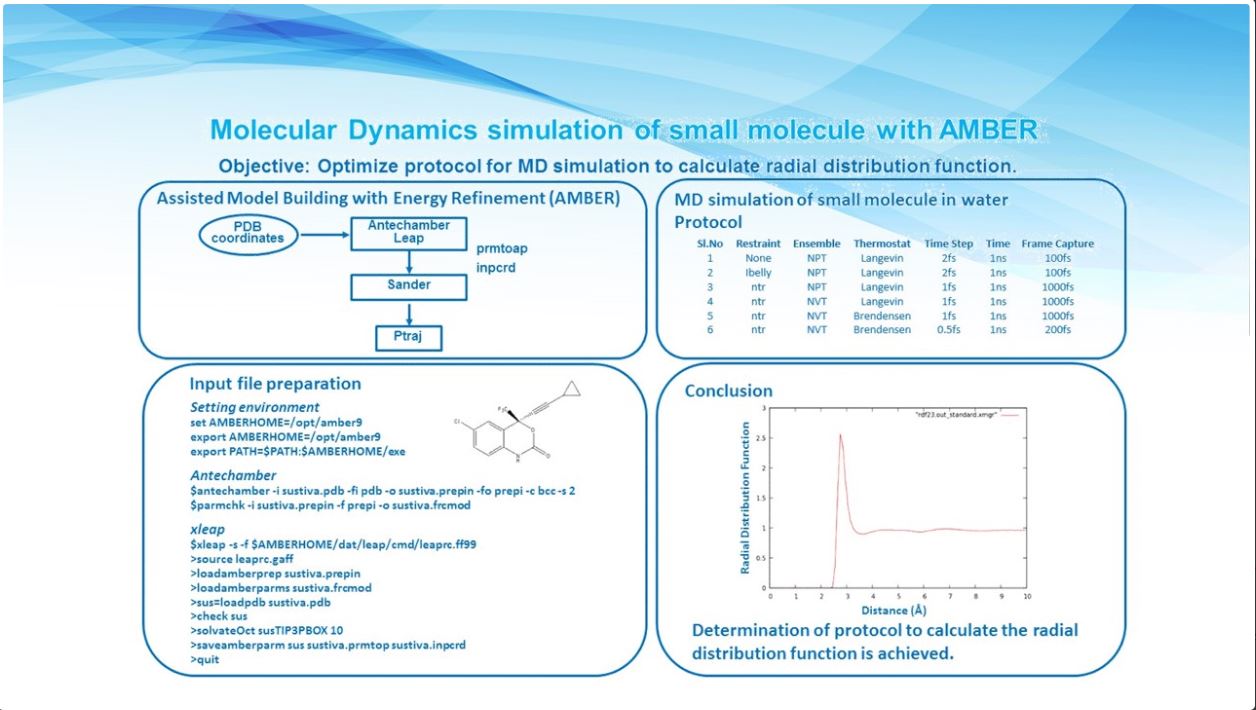 Molecular Dynamics simulation of small molecule with AMBER
Objective: Optimize protocol for MD simulation to calculate radial distribution function.
Assisted Model Building with Energy Refinement (AMBER)
PDB
coordinates
Antechamber
Leap
prmtoap
inpcrd
Sander
Ptraj
MD simulation of small molecule in water
Protocol
Sl.No Restraint Ensemble Thermostat Time Step Time Frame Capture
1 None NPT Langevin 2fs 1ns 100fs
2 Ibelly NPT Langevin 2fs 1ns 100fs
3 ntr NPT Langevin 1fs 1ns 1000fs
4 ntr NVT Langevin 1fs 1ns 1000fs
5 ntr NVT Brendensen 1fs 1ns 1000fs
6 ntr NVT Brendensen 0.5fs 1ns 200fs
Input file preparation
Setting environment
set AMBERHOME=/opt/amber9
export AMBERHOME=/opt/amber9
export PATH=$PATH:$AMBERHOME/exe
F₃C
Cl
O
N
H
O
Antechamber
$antechamber -i sustiva.pdb -fi pdb -o sustiva.prepin -fo prepi -c bcc -s 2
$parmchk -i sustiva.prepin -f prepi -o sustiva.frcmod
xleap
$xleap -s -f $AMBERHOME/dat/leap/cmd/leaprc.ff99
>source leaprc.gaff
>loadamberprep sustiva.prepin
>loadamberparms sustiva.frcmod
>sus=loadpdb sustiva.pdb
>check sus
>solvateOct susTIP3PBOX 10
>saveamberparm sus sustiva.prmtop sustiva.inpcrd
>quit
Conclusion
"rdf23.out_standard.xmgr"
Radial Distribution Function
3
2.5
2
1.5
1
0.5
0
0 1 2 3 4 5 6 7 8 9 10
Distance (Å)
Determination of protocol to calculate the radial
distribution function is achieved.